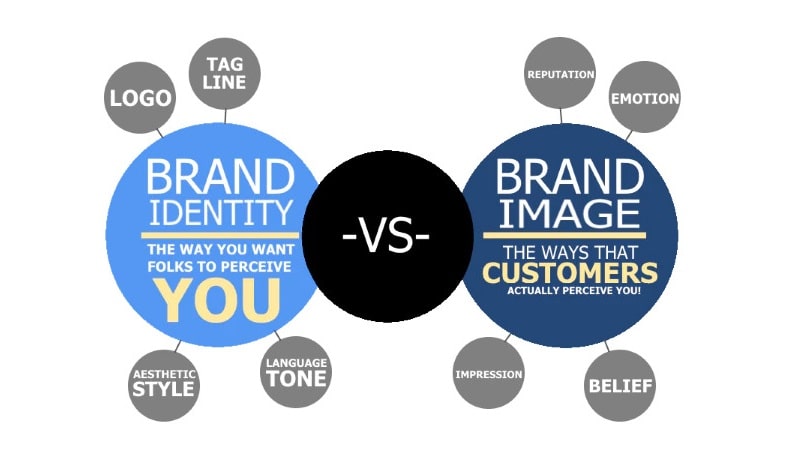 LOGO
TAG
LINE
BRAND
IDENTITY
THE WAY YOU WANT
FOLKS TO PERCEIVE
YOU
AESTHETIC
STYLE
LANGUAGE
TONE
-VS-
REPUTATION
EMOTION
BRAND
IMAGE
THE WAYS THAT
CUSTOMERS
ACTUALLY PERCEIVE YOU!
IMPRESSION
BELIEF